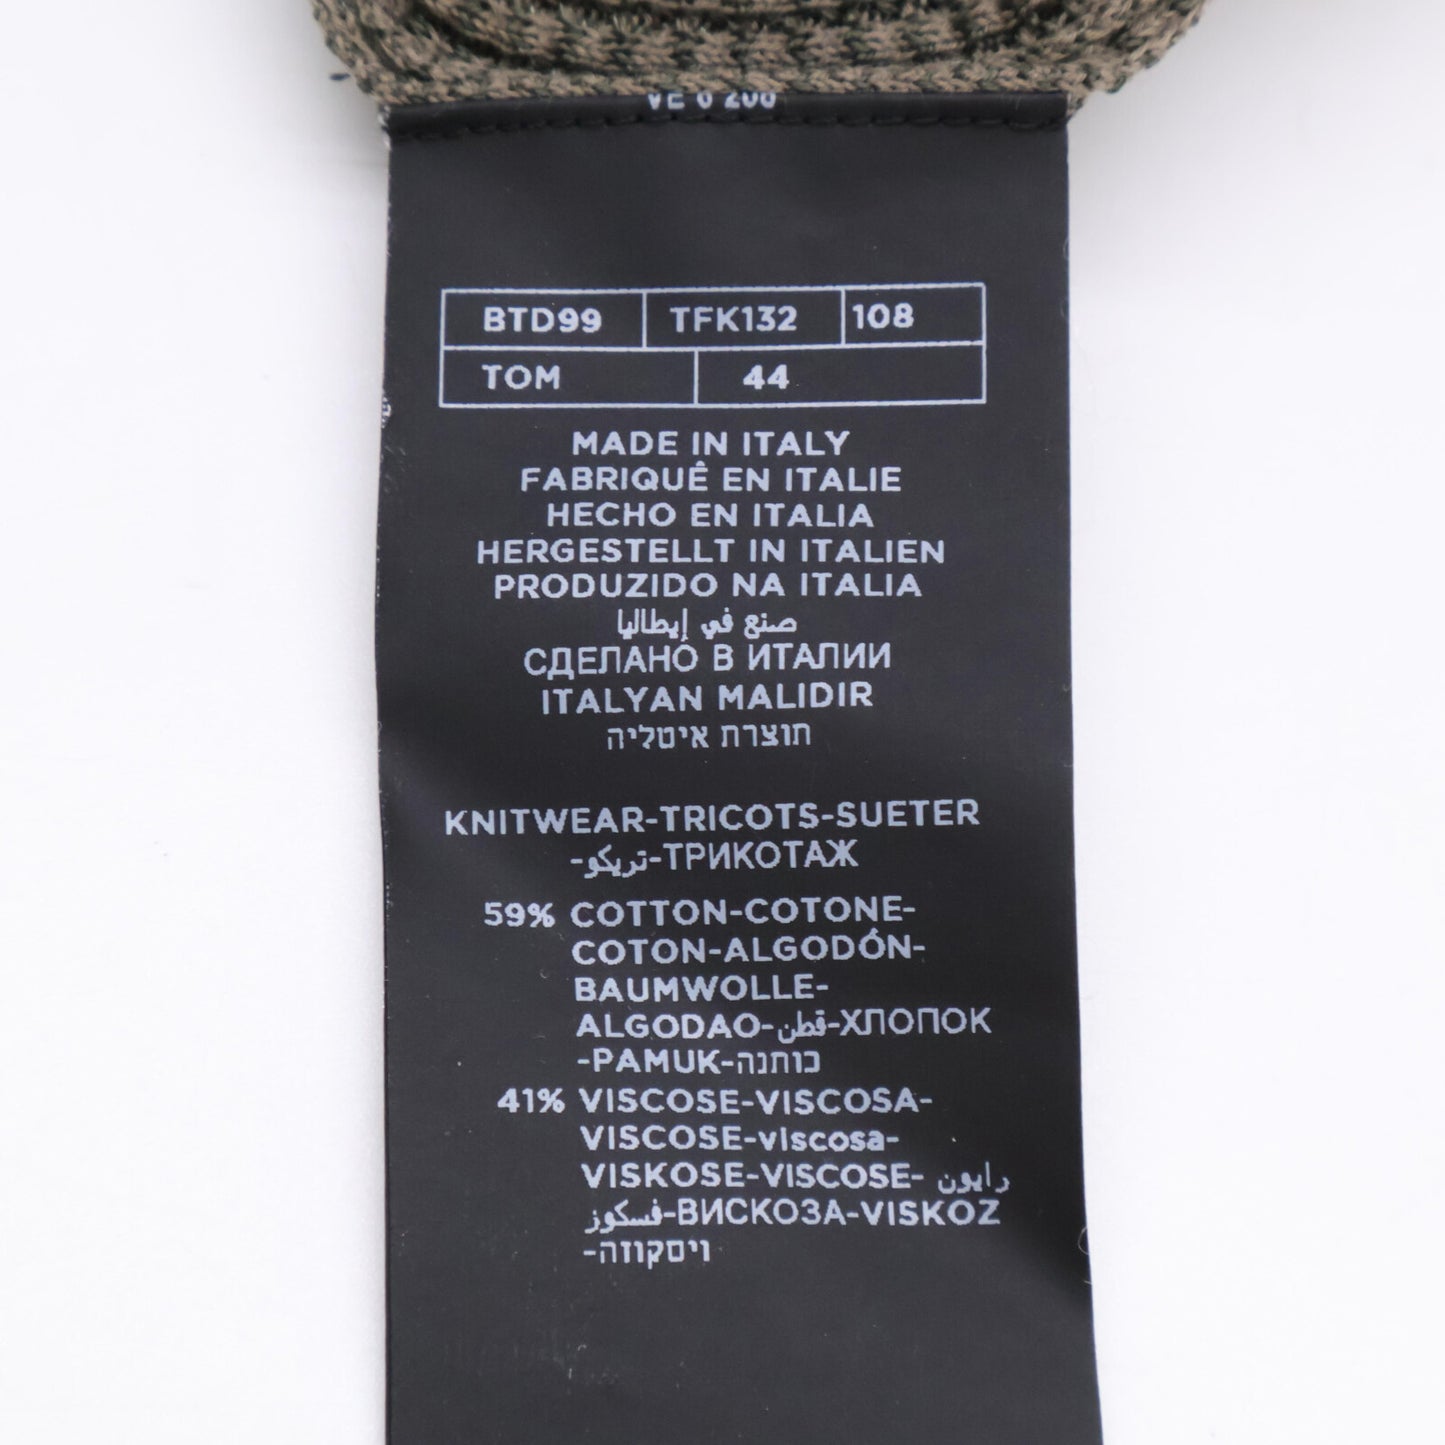 BTD99 TFK132 108
TOM 44
MADE IN ITALY
FABRIQUÊ EN ITALIE
HECHO EN ITALIA
HERGESTELLT IN ITALIEN
PRODUZIDO NA ITALIA
صنع في إيطاليا
СДЕЛАНО В ИТАЛИИ
ITALYAN MALIDIR
תוצרת איטליה
KNITWEAR-TRICOTS-SUETER
-تريكو-ТРИКОТАЖ
59% COTTON-COTONE-
COTON-ALGODÓN-
BAUMWOLLE-
ALGODAO-قطن-ХЛОПОК
-PAMUK-כותנה
41% VISCOSE-VISCOSA-
VISCOSE-viscosa-
VISKOSE-VISCOSE- رايون
فسكوز-ВИСКОЗА-VISKOZ
-ויסקוזה